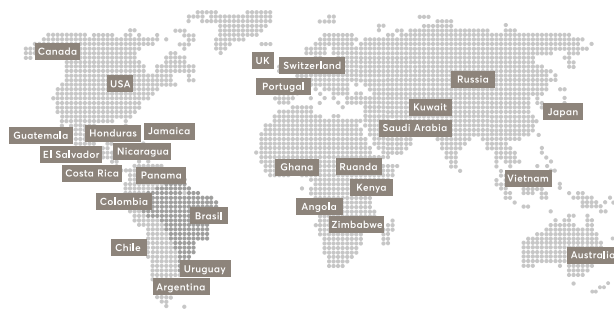 Canada
UK
Switzerland
USA
Russia
Portugal
Kuwait
Japan
Guatemala
Honduras
Jamaica
Saudi Arabia
El Salvador
Nicaragua
Costa Rica
Panama
Ghana
Ruanda
Vietnam
Kenya
Colombia
Brasil
Angola
Zimbabwe
Chile
Australia
Uruguay
Argentina